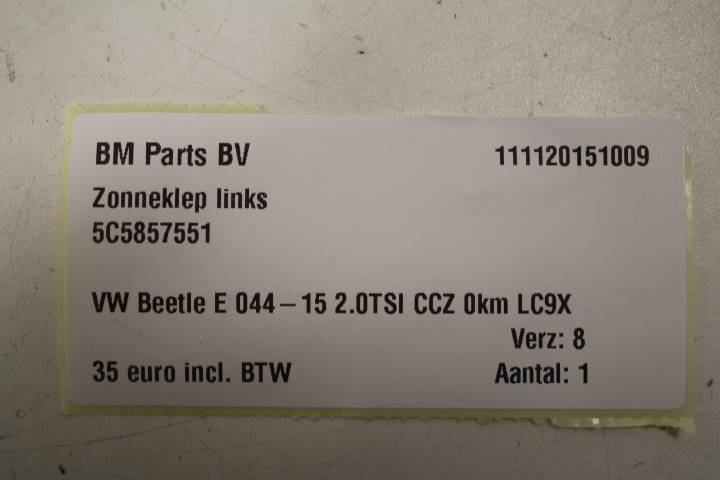 BM Parts BV 111120151009
Zonneklep links
5C5857551
VW Beetle E 044-15 2.0TSI CCZ 0km LC9X
Verz: 8
35 euro incl. BTW Aantal: 1